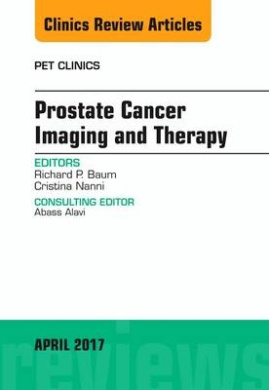 Clinics Review Articles
PET CLINICS
Prostate Cancer
Imaging and Therapy
EDITORS
Richard P. Baum
Cristina Nanni
CONSULTING EDITOR
Abass Alavi
APRIL 2017
reviews